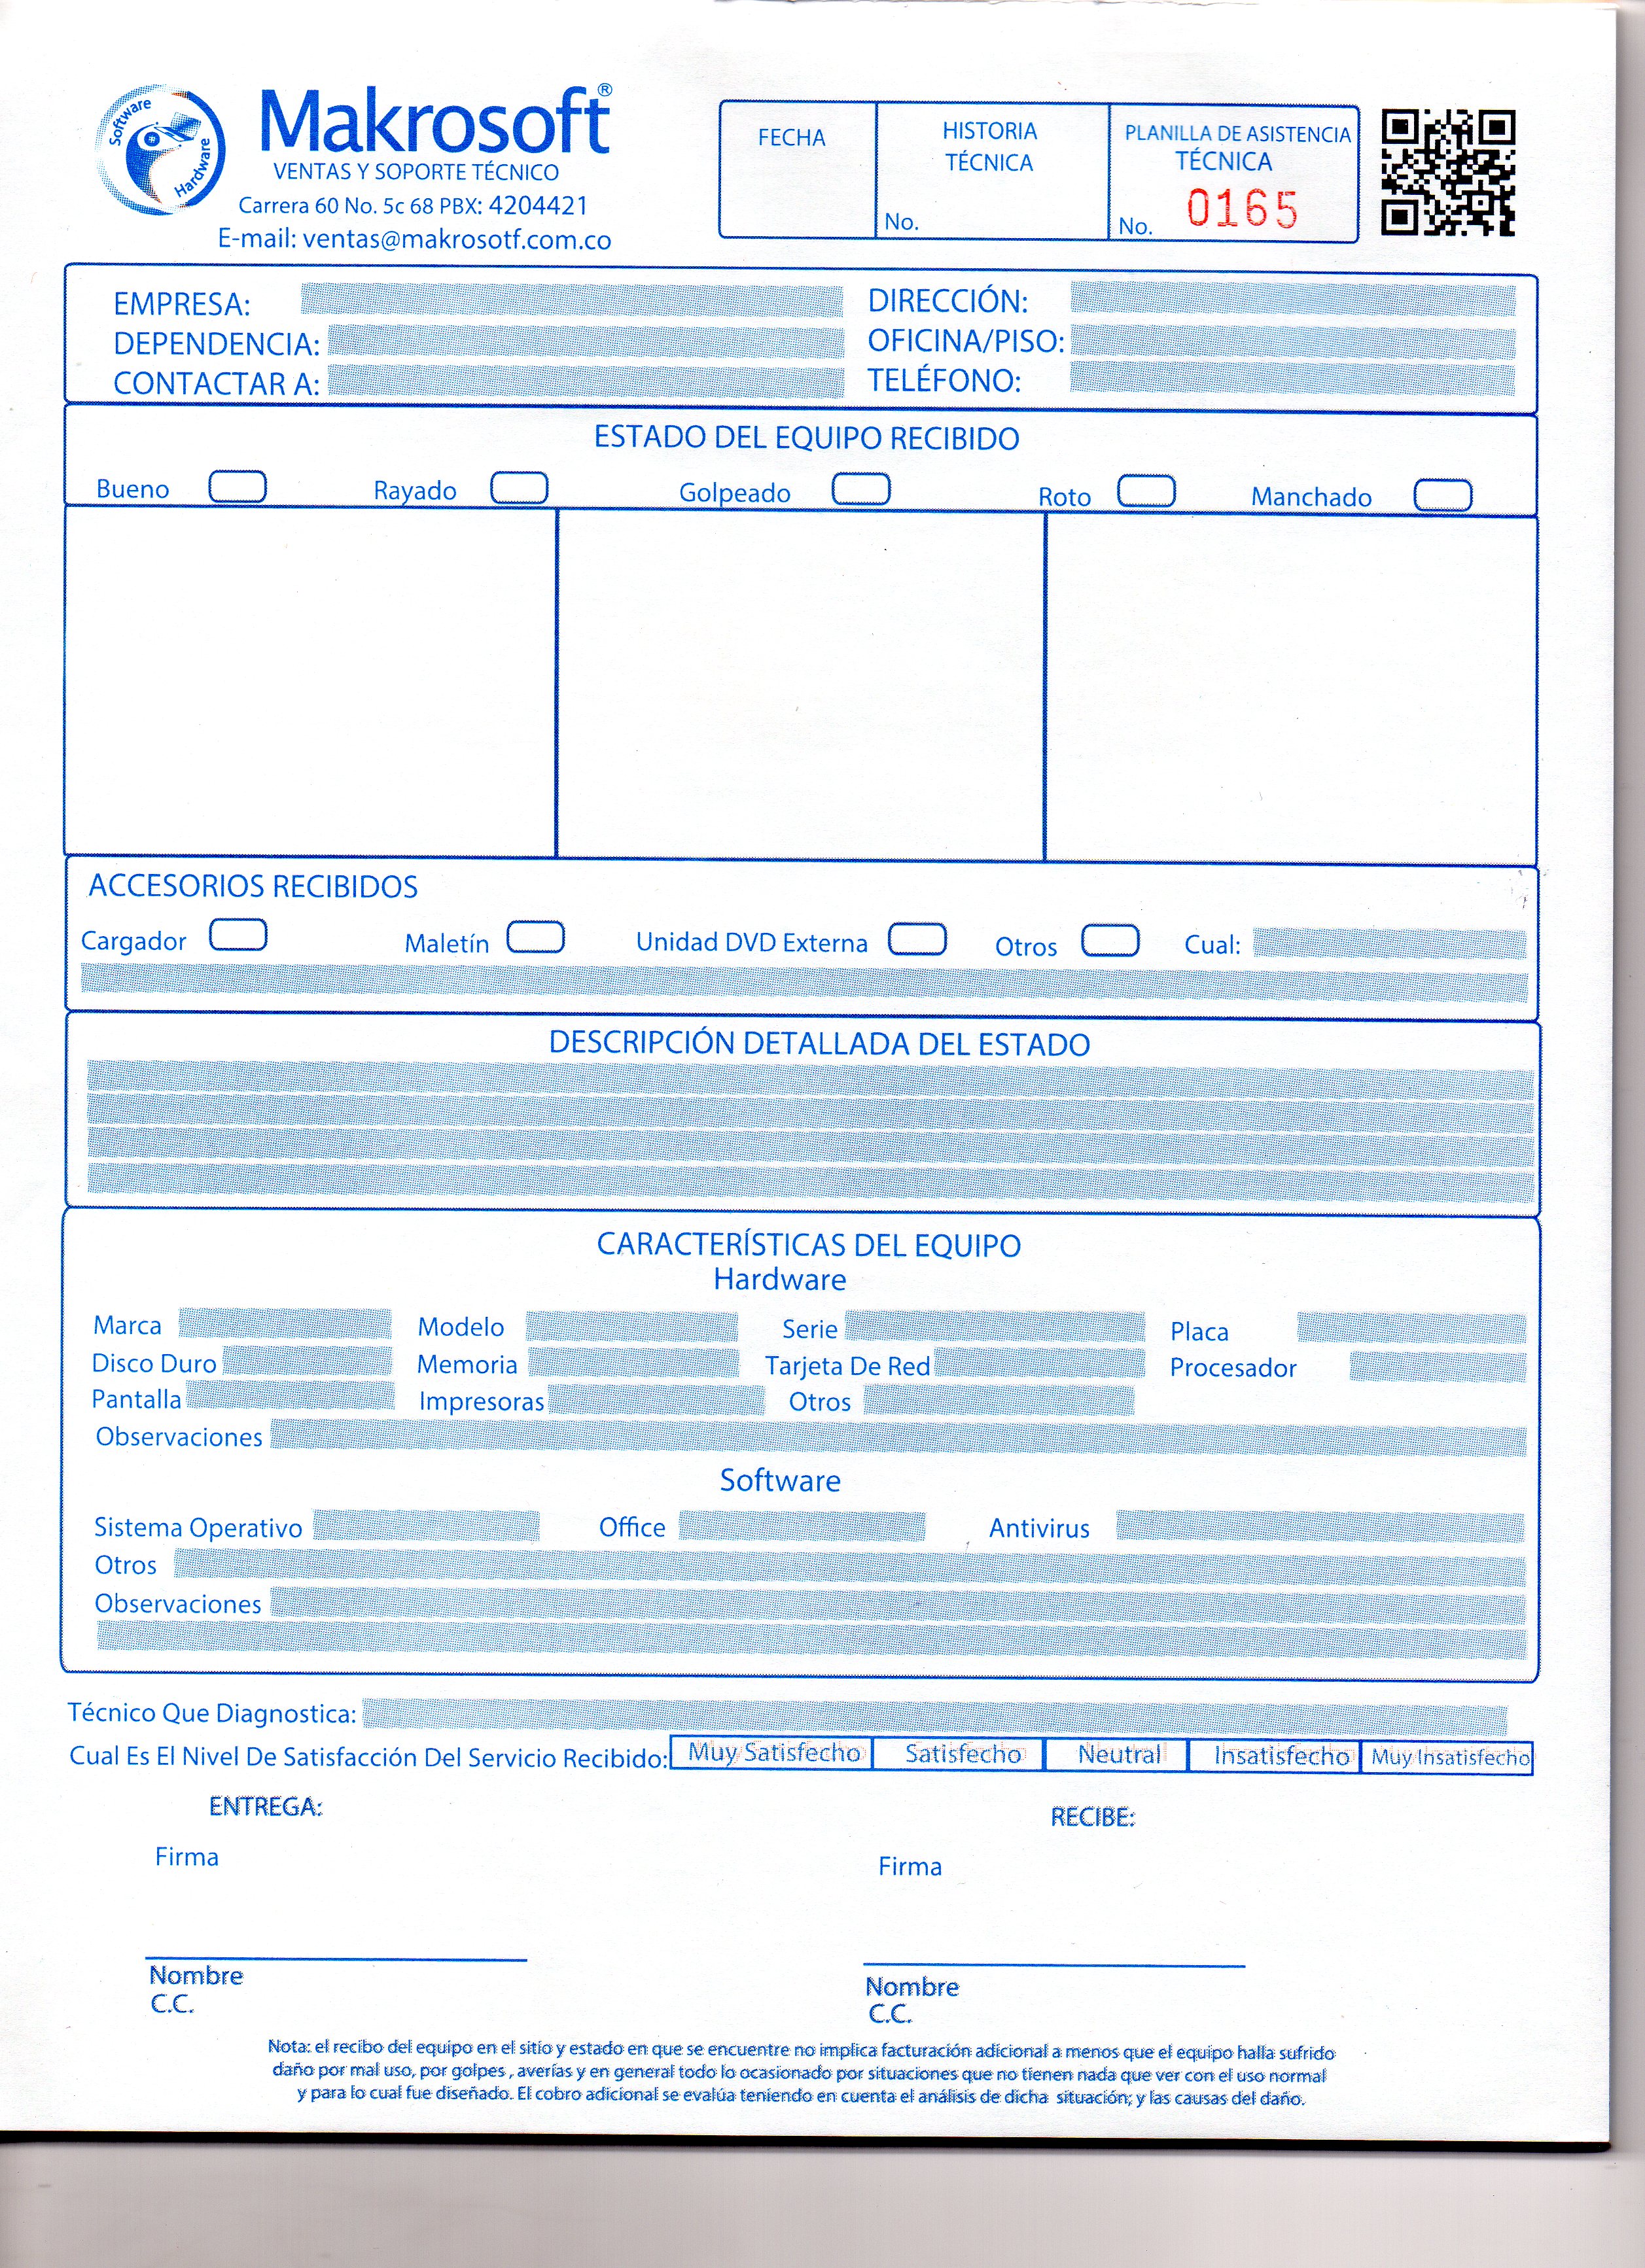 Software
Hardware
Makrosoft®
VENTAS Y SOPORTE TÉCNICO
Carrera 60 No. 5c 68 PBX: 4204421
E-mail: ventas@makrosotf.com.co
FECHA
HISTORIA
TÉCNICA
No.
PLANILLA DE ASISTENCIA
TÉCNICA
No. 0165
EMPRESA: DIRECCIÓN:
DEPENDENCIA: OFICINA/PISO:
CONTACTAR A: TELÉFONO:
ESTADO DEL EQUIPO RECIBIDO
Bueno Rayado Golpeado Roto Manchado
ACCESORIOS RECIBIDOS
Cargador Maletín Unidad DVD Externa Otros Cual:
DESCRIPCIÓN DETALLADA DEL ESTADO
CARACTERÍSTICAS DEL EQUIPO
Hardware
Marca Modelo Serie Placa
Disco Duro Memoria Tarjeta De Red Procesador
Pantalla Impresoras Otros
Observaciones
Software
Sistema Operativo Office Antivirus
Otros
Observaciones
Técnico Que Diagnostica:
Cual Es El Nivel De Satisfacción Del Servicio Recibido: Muy Satisfecho Satisfecho Neutral Insatisfecho Muy Insatisfecho
ENTREGA: RECIBE:
Firma Firma
Nombre Nombre
C.C. C.C.
Nota: el recibo del equipo en el sitio y estado en que se encuentre no implica facturación adicional a menos que el equipo halla sufrido
daño por mal uso, por golpes , averías y en general todo lo ocasionado por situaciones que no tienen nada que ver con el uso normal
y para lo cual fue diseñado. El cobro adicional se evalúa teniendo en cuenta el análisis de dicha situación; y las causas del daño.